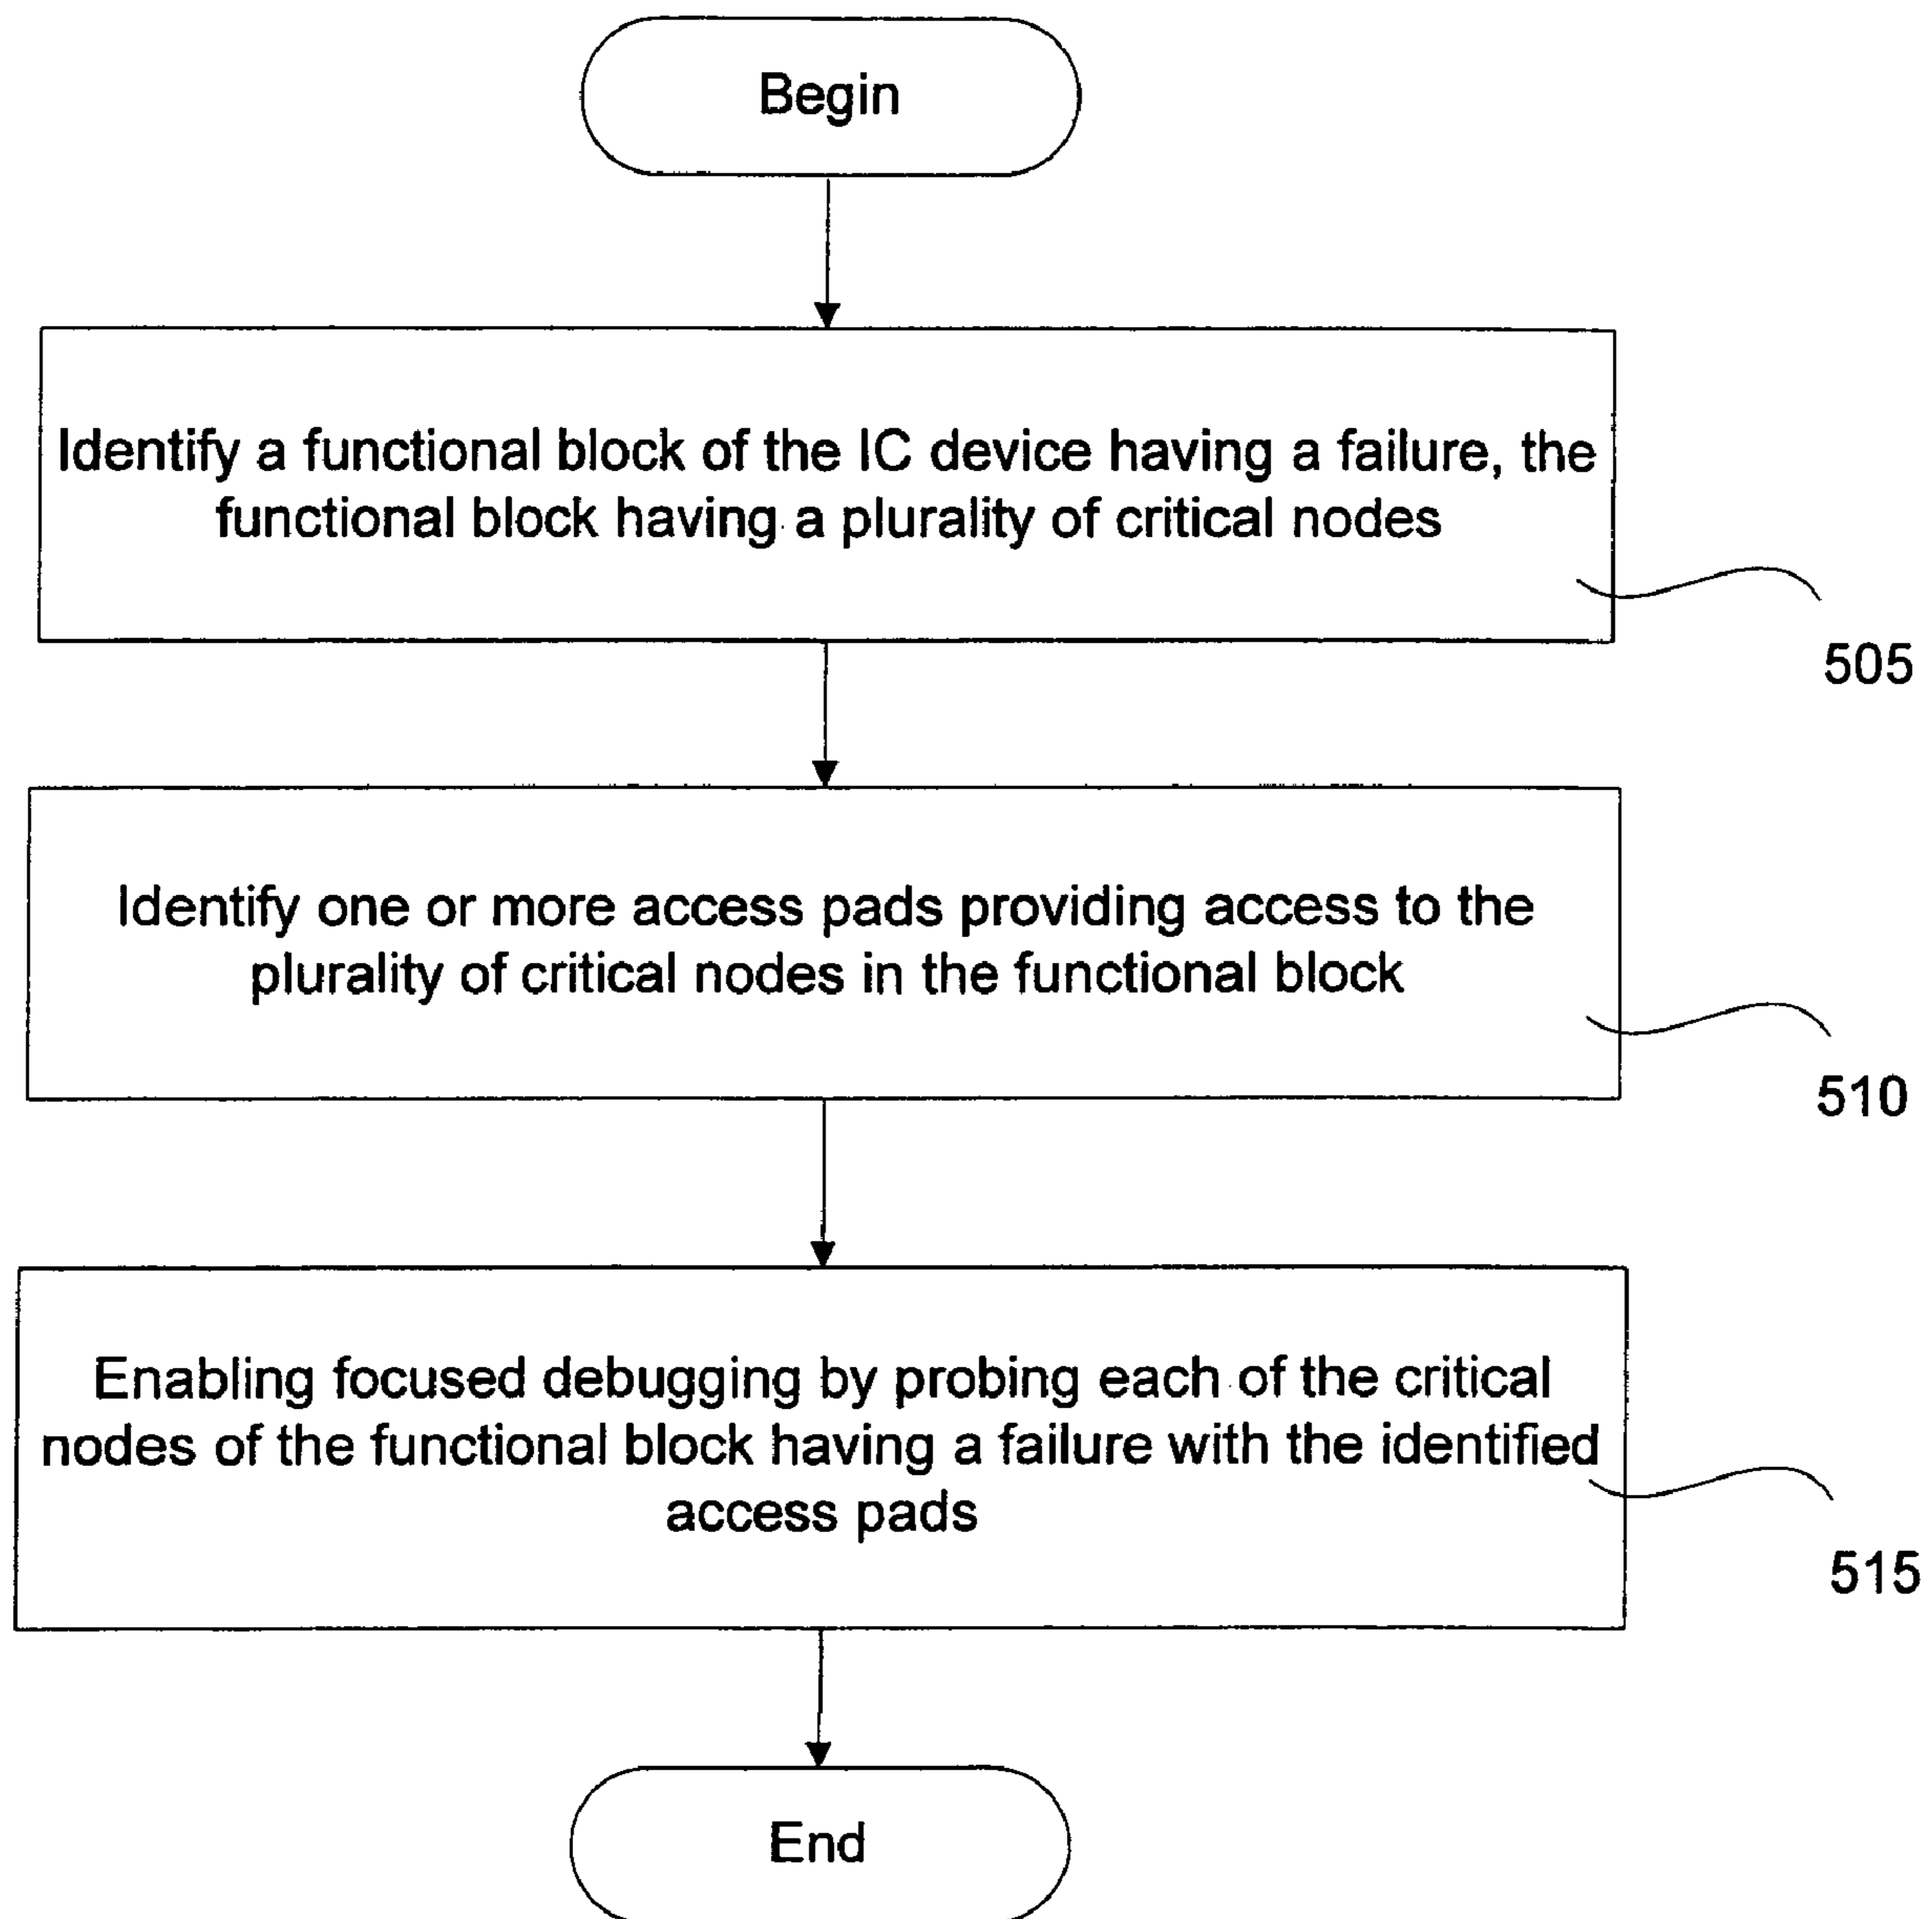 Begin
Identify a functional block of the IC device having a failure, the
functional block having a plurality of critical nodes
505
Identify one or more access pads providing access to the
plurality of critical nodes in the functional block
510
Enabling focused debugging by probing each of the critical
nodes of the functional block having a failure with the identified
access pads
515
End